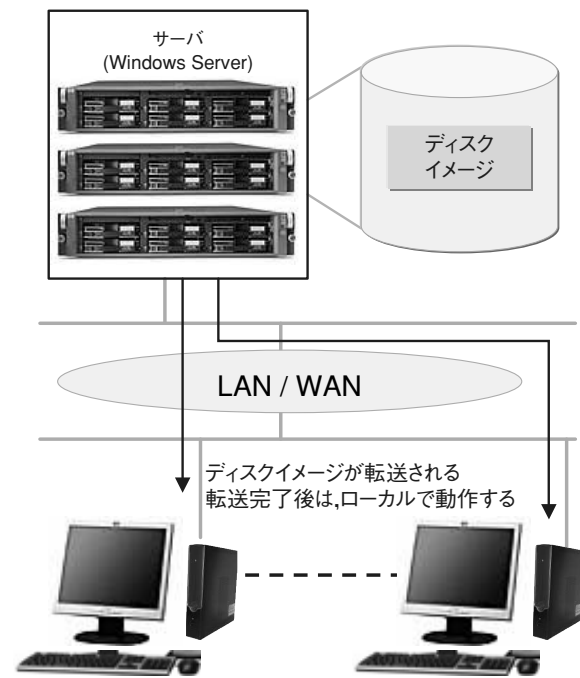 サーバ
(Windows Server)
ディスク
イメージ
LAN / WAN
ディスクイメージが転送される
転送完了後は,ローカルで動作する